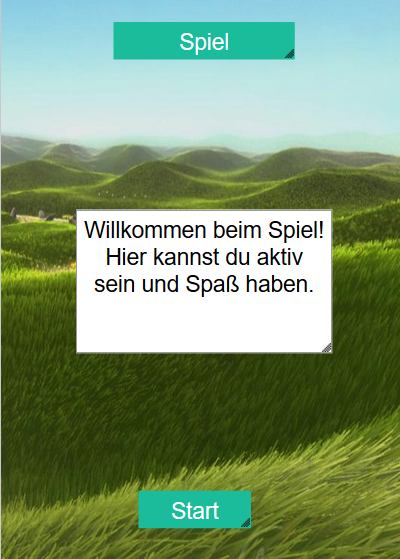 Spiel
Willkommen beim Spiel!
Hier kannst du aktiv
sein und Spaß haben.
Start